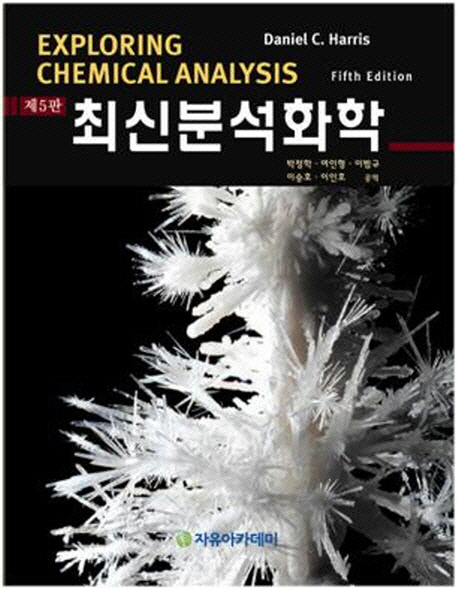 EXPLORING
CHEMICAL ANALYSIS
Daniel C. Harris
Fifth Edition
제5판
최신분석화학
박정학 · 여인형 · 이범규
이승호 · 이인호 공역
자유아카데미